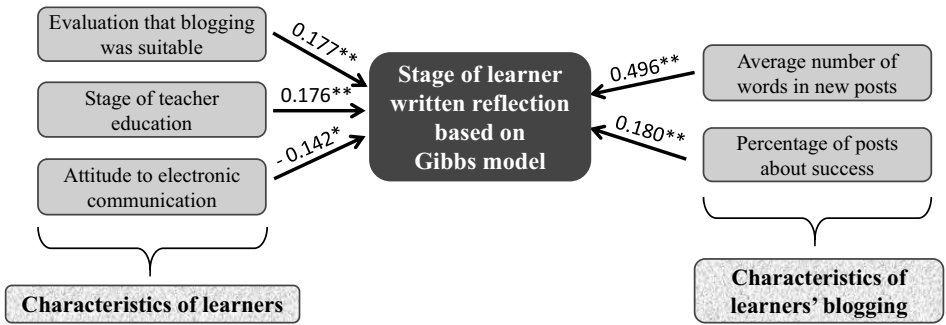 Evaluation that blogging
was suitable
0.177**
Stage of teacher
education
0.176**
Attitude to electronic
communication
- 0.142*
Characteristics of learners
Stage of learner
written reflection
based on
Gibbs model
0.496**
Average number of
words in new posts
0.180**
Percentage of posts
about success
Characteristics of
learners’ blogging